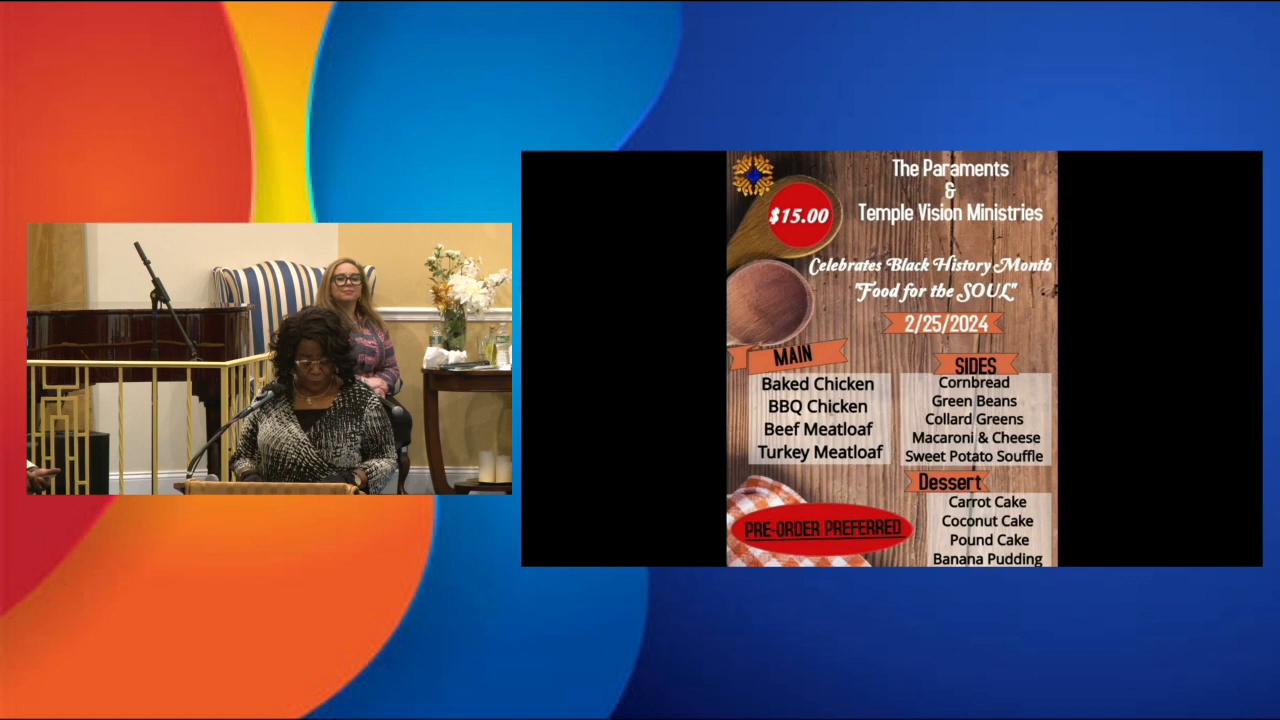 The Paraments
&
Temple Vision Ministries
$15.00
Celebrates Black History Month
"Food for the SOUL"
2/25/2024
MAIN
Baked Chicken
BBQ Chicken
Beef Meatloaf
Turkey Meatloaf
SIDES
Cornbread
Green Beans
Collard Greens
Macaroni & Cheese
Sweet Potato Souffle
Dessert
Carrot Cake
Coconut Cake
Pound Cake
Banana Pudding
PRE-ORDER PREFERRED